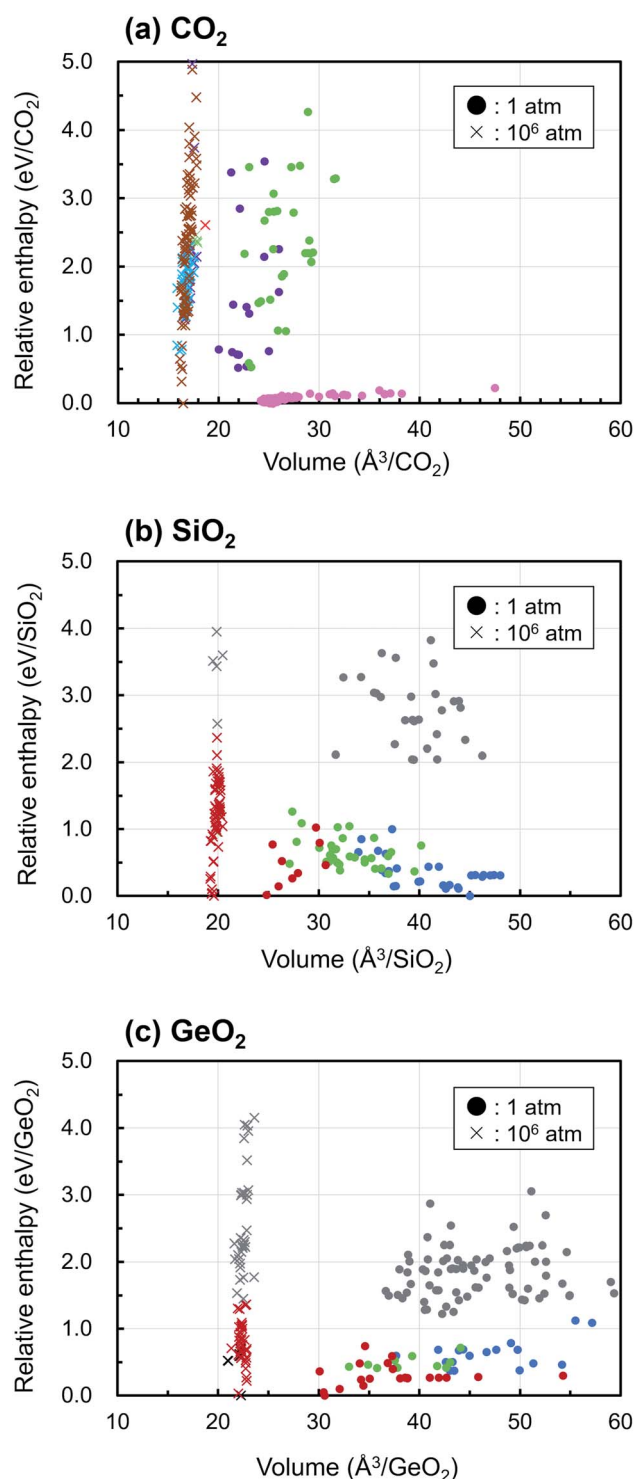 (a) CO₂
Relative enthalpy (eV/CO₂)
5.0
4.0
3.0
2.0
1.0
0.0
● : 1 atm
× : 10⁶ atm
10 20 30 40 50 60
Volume (Å³/CO₂)
(b) SiO₂
Relative enthalpy (eV/SiO₂)
5.0
4.0
3.0
2.0
1.0
0.0
● : 1 atm
× : 10⁶ atm
10 20 30 40 50 60
Volume (Å³/SiO₂)
(c) GeO₂
Relative enthalpy (eV/GeO₂)
5.0
4.0
3.0
2.0
1.0
0.0
● : 1 atm
× : 10⁶ atm
10 20 30 40 50 60
Volume (Å³/GeO₂)